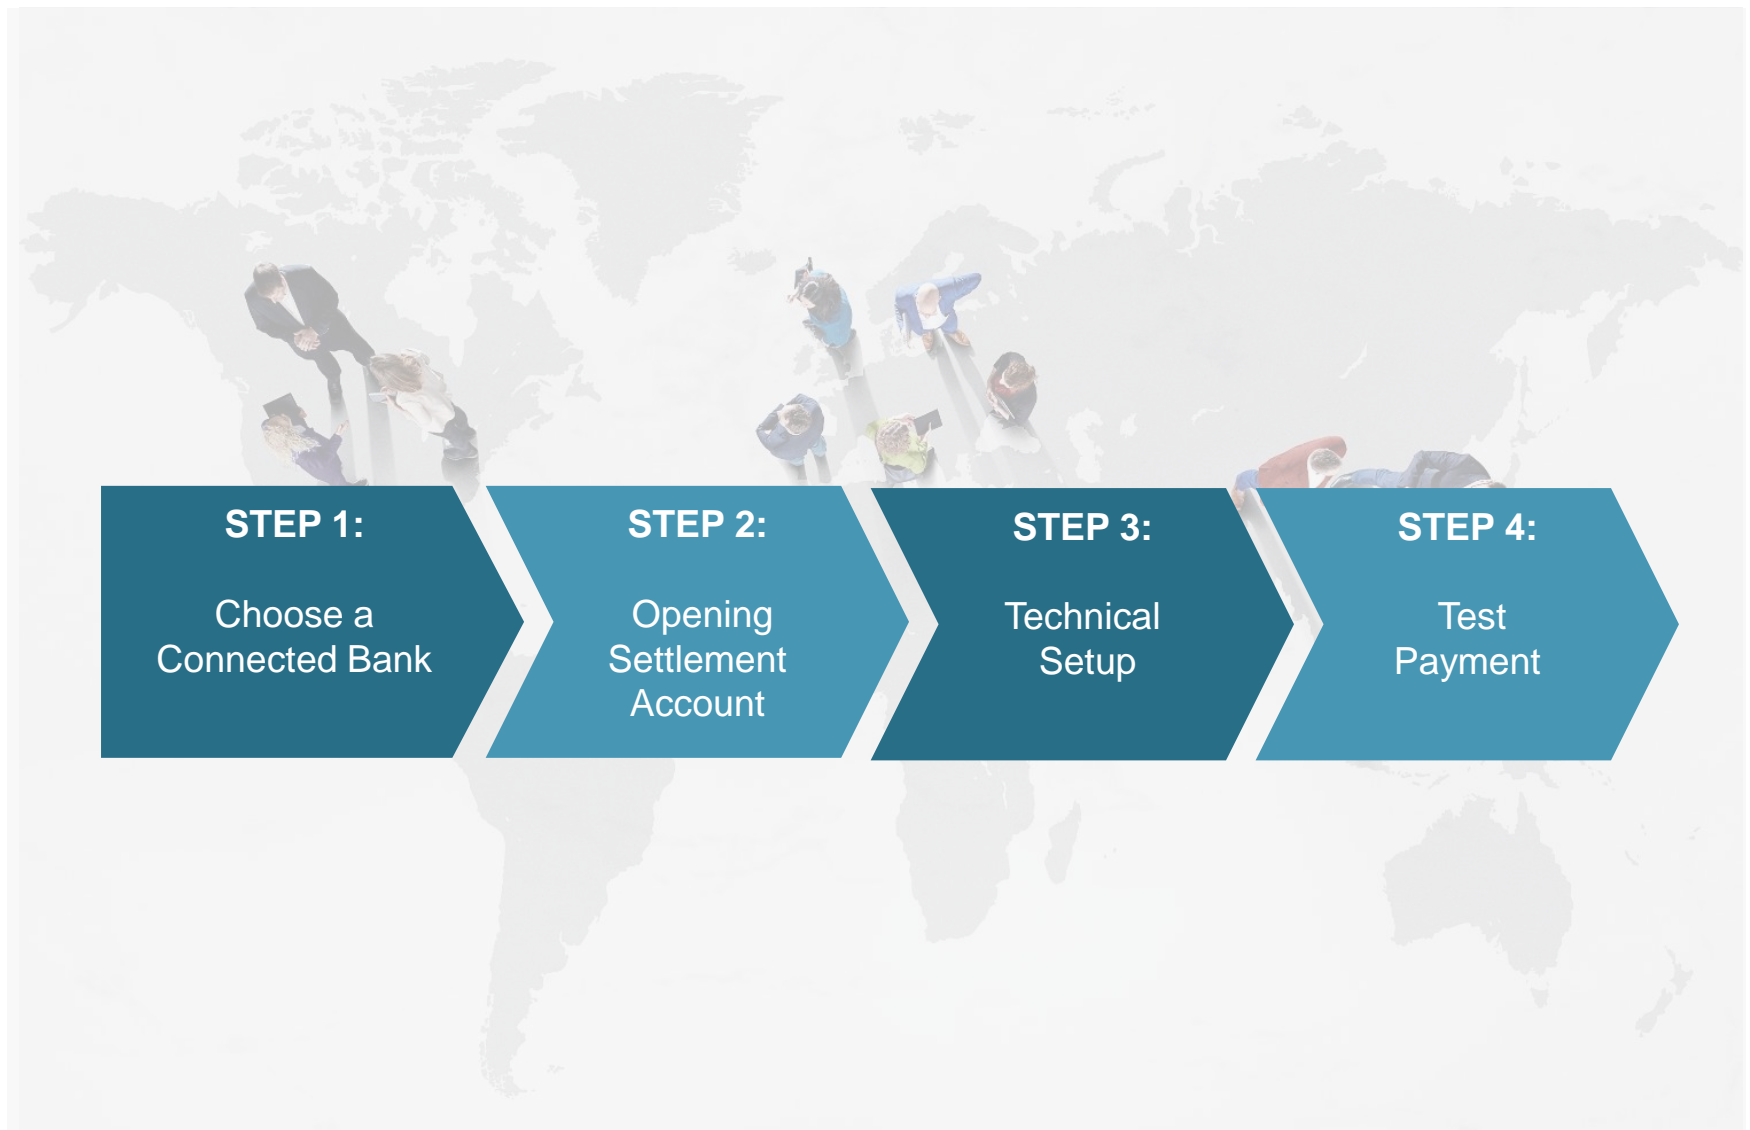 STEP 1:
Choose a
Connected Bank
STEP 2:
Opening
Settlement
Account
STEP 3:
Technical
Setup
STEP 4:
Test
Payment